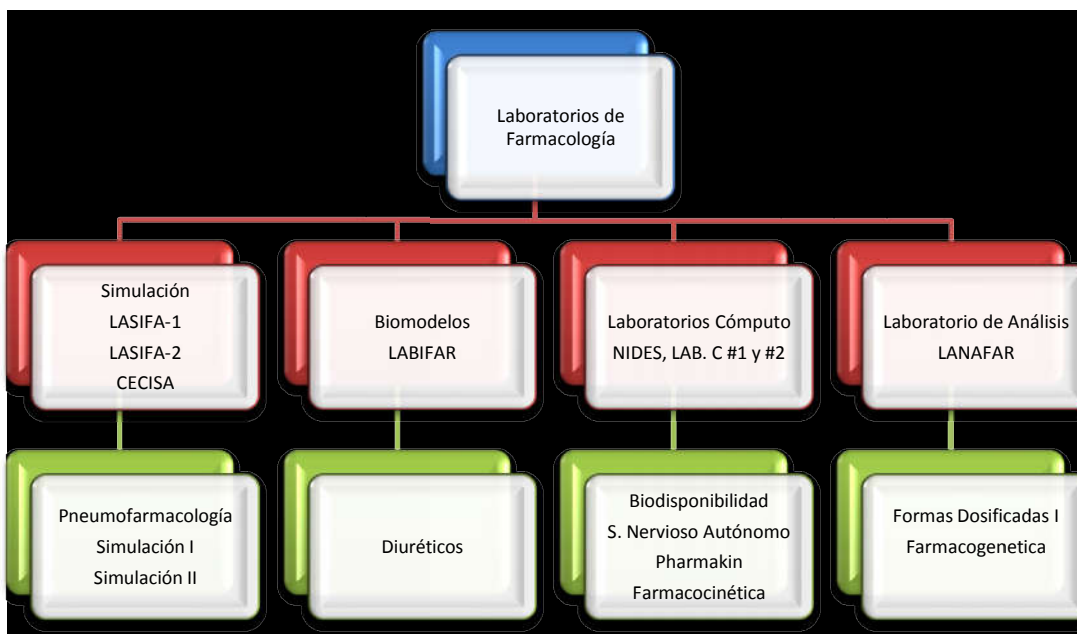 Laboratorios de
Farmacología
Simulación
LASIFA-1
LASIFA-2
CECISA
Biomodelos
LABIFAR
Laboratorios Cómputo
NIDES, LAB. C #1 y #2
Laboratorio de Análisis
LANAFAR
Pneumofarmacología
Simulación I
Simulación II
Diuréticos
Biodisponibilidad
S. Nervioso Autónomo
Pharmakin
Farmacocinética
Formas Dosificadas I
Farmacogenetica